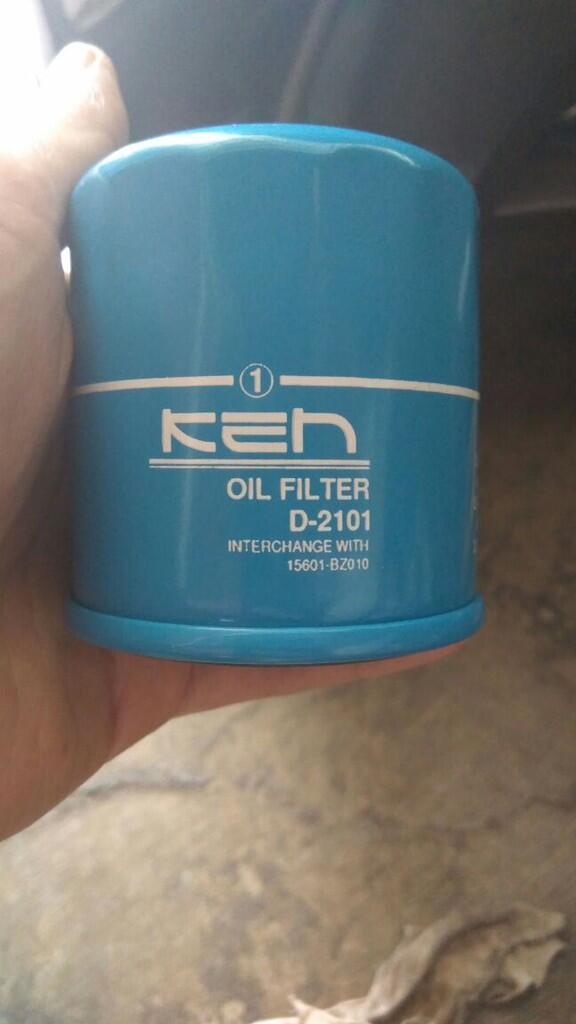 1
KEN
OIL FILTER
D-2101
INTERCHANGE WITH
15601-BZ010